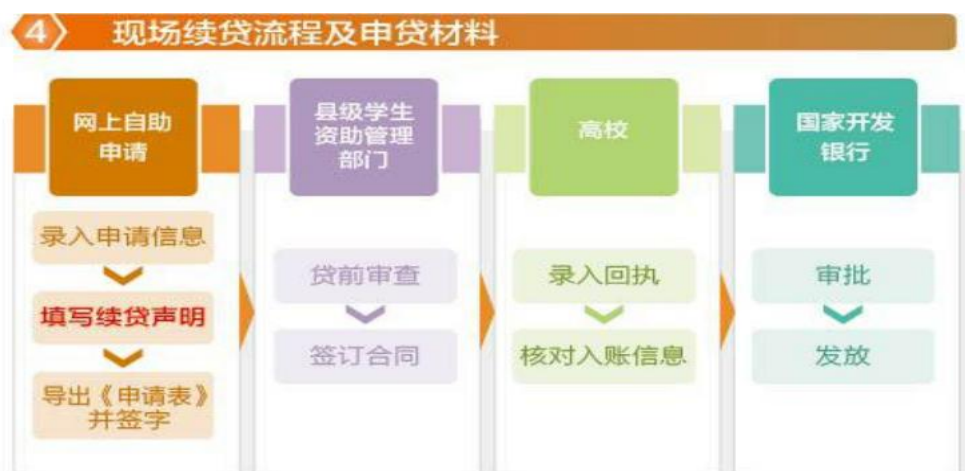 4 现场续贷流程及申贷材料
网上自助
申请
录入申请信息
填写续贷声明
导出《申请表》
并签字
县级学生
资助管理
部门
贷前审查
签订合同
高校
录入回执
核对入账信息
国家开发
银行
审批
发放